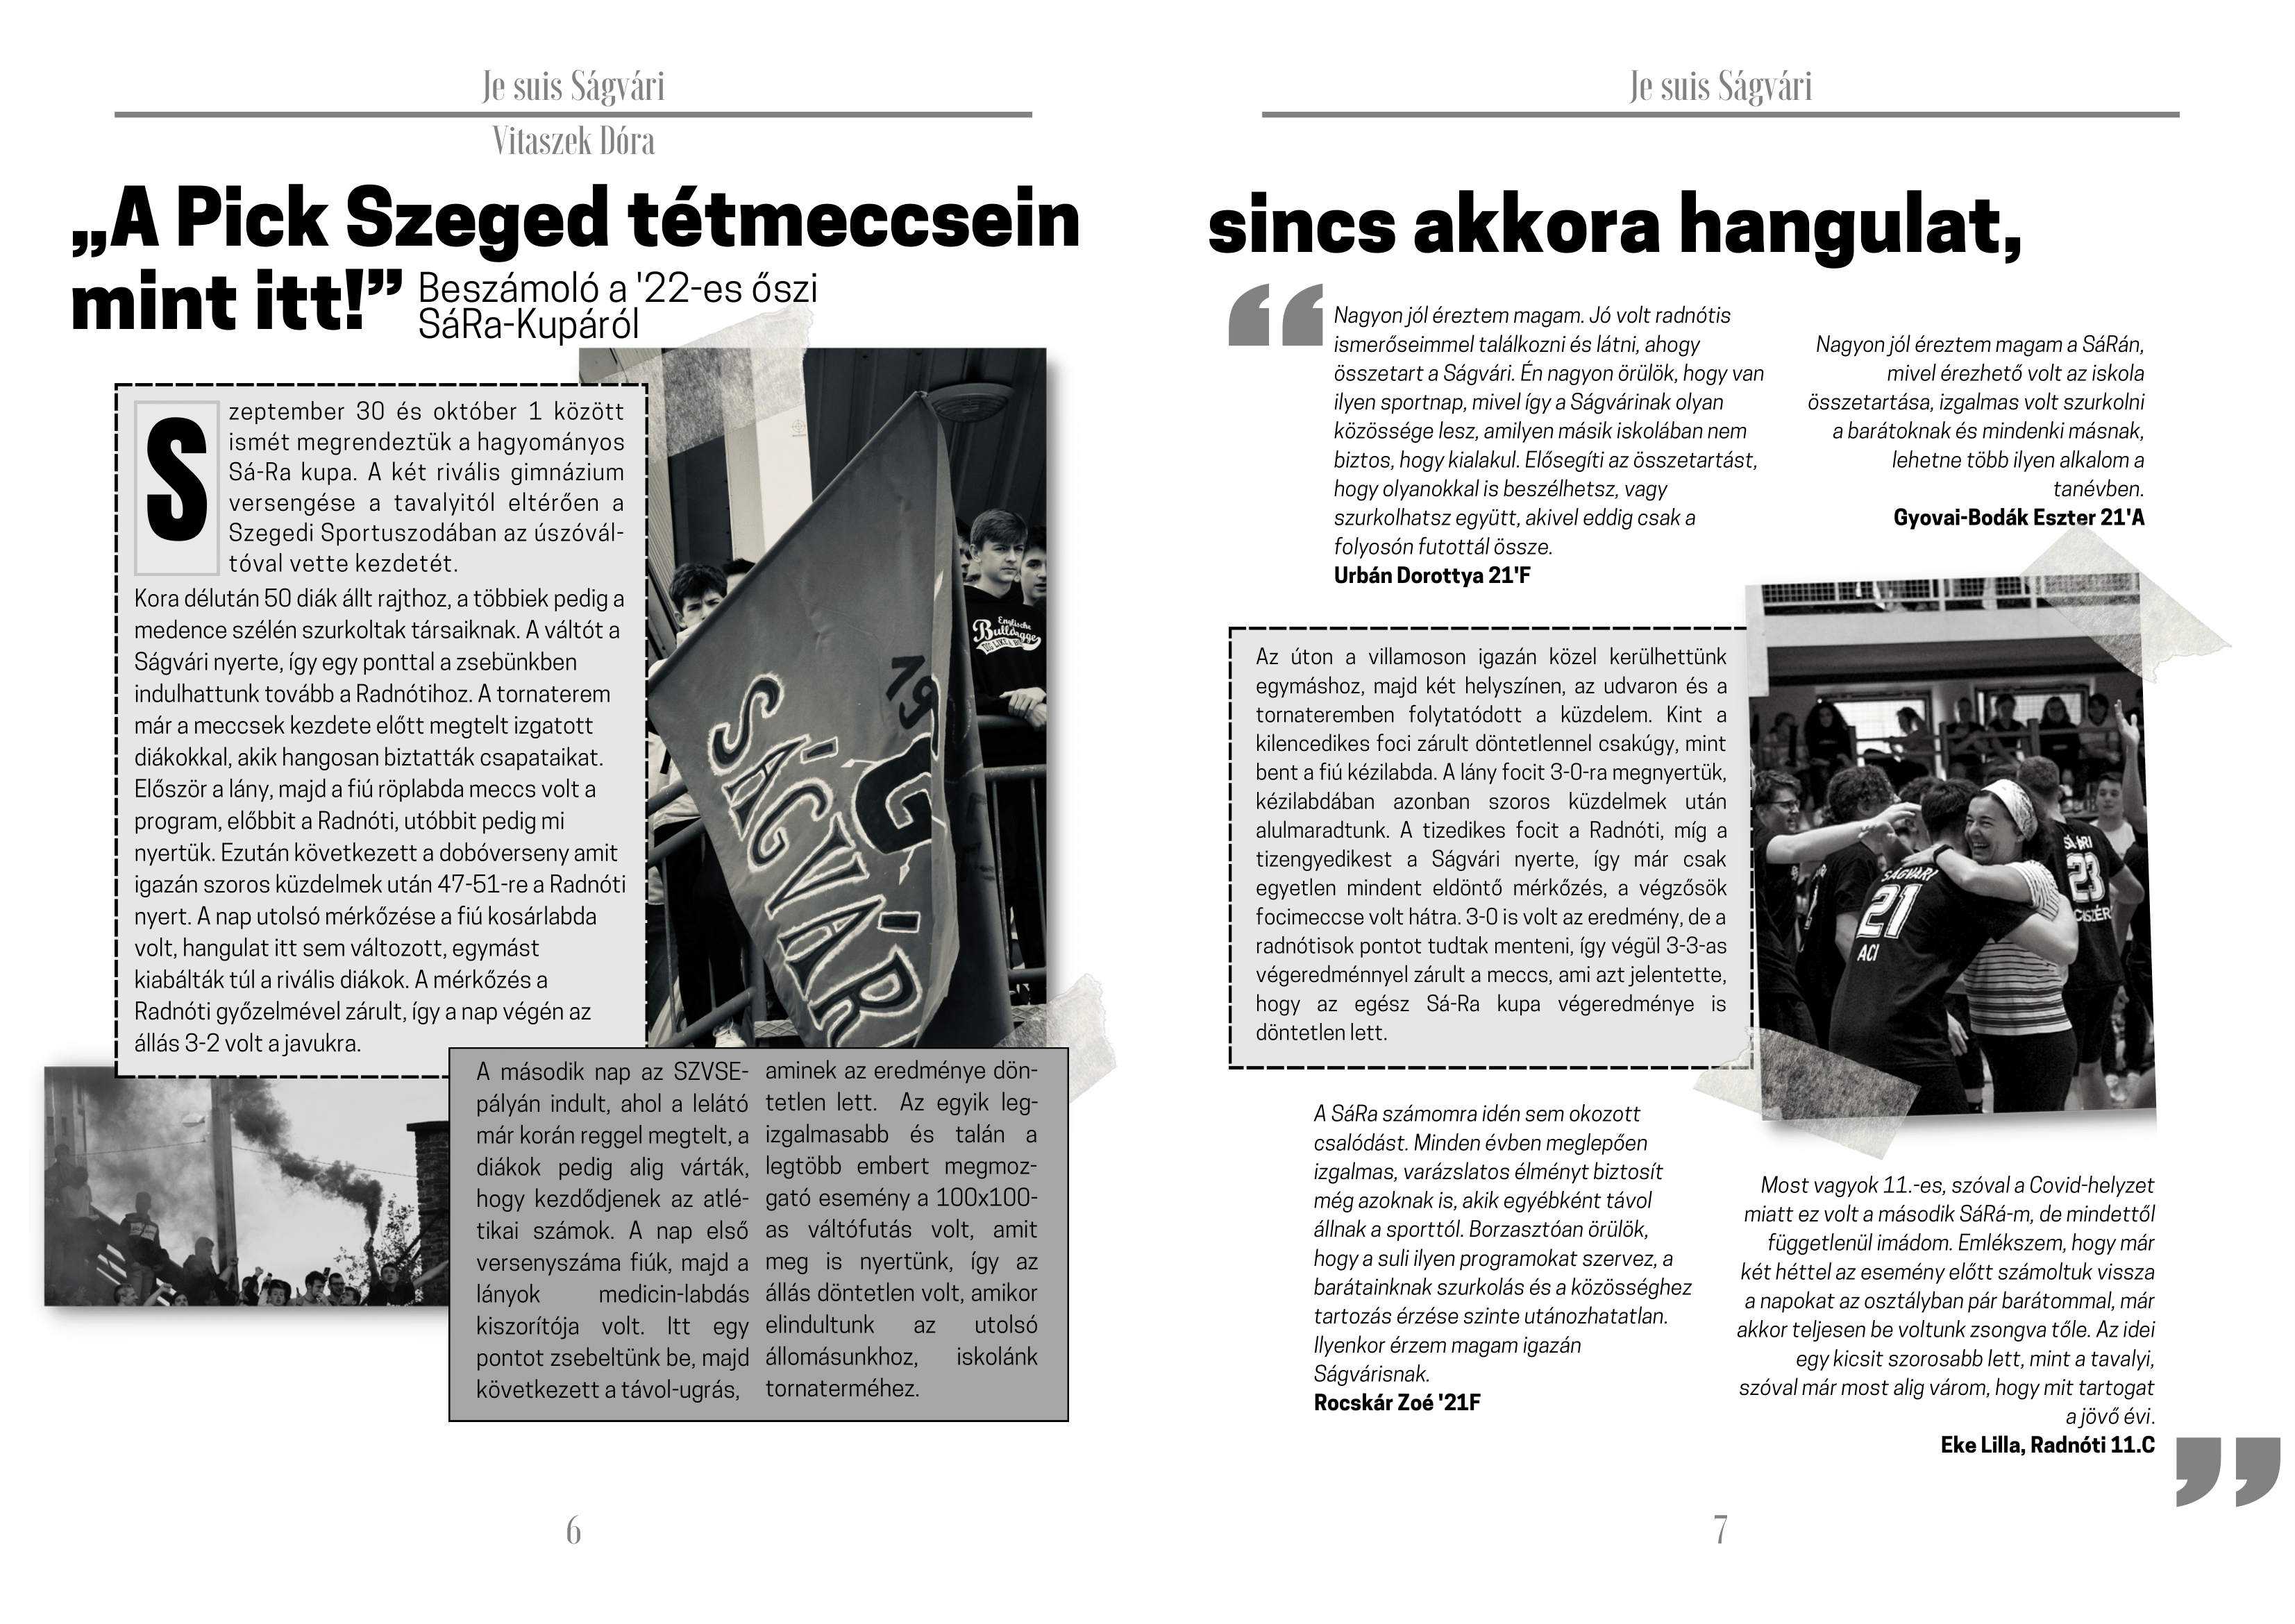 Je suis Ságvári
Vitaszek Dóra
„A Pick Szeged tétmeccsein
mint itt!”
Beszámoló a '22-es őszi
SáRa-Kupáról
S
zeptember 30 és október 1 között
ismét megrendeztük a hagyományos
Sá-Ra kupa. A két rivális gimnázium
versengése a tavalyitól eltérően a
Szegedi Sportuszodában az úszóvál-
tóval vette kezdetét.
Kora délután 50 diák állt rajthoz, a többiek pedig a
medence szélén szurkoltak társaiknak. A váltót a
Ságvári nyerte, így egy ponttal a zsebünkben
indulhattunk tovább a Radnótihoz. A tornaterem
már a meccsek kezdete előtt megtelt izgatott
diákokkal, akik hangosan biztatták csapataikat.
Először a lány, majd a fiú röplabda meccs volt a
program, előbbit a Radnóti, utóbbit pedig mi
nyertük. Ezután következett a dobóverseny amit
igazán szoros küzdelmek után 47-51-re a Radnóti
nyert. A nap utolsó mérkőzése a fiú kosárlabda
volt, hangulat itt sem változott, egymást
kiabálták túl a rivális diákok. A mérkőzés a
Radnóti győzelmével zárult, így a nap végén az
állás 3-2 volt a javukra.
Englische
Bulldogge
19
G
SÁGVÁRI
A második nap az SZVSE-
pályán indult, ahol a lelátó
már korán reggel megtelt, a
diákok pedig alig várták,
hogy kezdődjenek az atlé-
tikai számok. A nap első
versenyszáma fiúk, majd a
lányok medicin-labdás
kiszorítója volt. Itt egy
pontot zsebeltünk be, majd
következett a távol-ugrás,
aminek az eredménye dön-
tetlen lett. Az egyik leg-
izgalmasabb és talán a
legtöbb embert megmoz-
gató esemény a 100x100-
as váltófutás volt, amit
meg is nyertünk, így az
állás döntetlen volt, amikor
elindultunk az utolsó
állomásunkhoz, iskolánk
tornaterméhez.
6
Je suis Ságvári
sincs akkora hangulat,
“
Nagyon jól éreztem magam. Jó volt radnótis
ismerőseimmel találkozni és látni, ahogy
összetart a Ságvári. Én nagyon örülök, hogy van
ilyen sportnap, mivel így a Ságvárinak olyan
közössége lesz, amilyen másik iskolában nem
biztos, hogy kialakul. Elősegíti az összetartást,
hogy olyanokkal is beszélhetsz, vagy
szurkolhatsz együtt, akivel eddig csak a
folyosón futottál össze.
Urbán Dorottya 21'F
Nagyon jól éreztem magam a SáRán,
mivel érezhető volt az iskola
összetartása, izgalmas volt szurkolni
a barátoknak és mindenki másnak,
lehetne több ilyen alkalom a
tanévben.
Gyovai-Bodák Eszter 21'A
Az úton a villamoson igazán közel kerülhettünk
egymáshoz, majd két helyszínen, az udvaron és a
tornateremben folytatódott a küzdelem. Kint a
kilencedikes foci zárult döntetlennel csakúgy, mint
bent a fiú kézilabda. A lány focit 3-0-ra megnyertük,
kézilabdában azonban szoros küzdelmek után
alulmaradtunk. A tizedikes focit a Radnóti, míg a
tizengyedikest a Ságvári nyerte, így már csak
egyetlen mindent eldöntő mérkőzés, a végzősök
focimeccse volt hátra. 3-0 is volt az eredmény, de a
radnótisok pontot tudtak menteni, így végül 3-3-as
végeredménnyel zárult a meccs, ami azt jelentette,
hogy az egész Sá-Ra kupa végeredménye is
döntetlen lett.
SÁGVÁRI
21
ACI
23
A SáRa számomra idén sem okozott
csalódást. Minden évben meglepően
izgalmas, varázslatos élményt biztosít
még azoknak is, akik egyébként távol
állnak a sporttól. Borzasztóan örülök,
hogy a suli ilyen programokat szervez, a
barátainknak szurkolás és a közösséghez
tartozás érzése szinte utánozhatatlan.
Ilyenkor érzem magam igazán
Ságvárisnak.
Rocskár Zoé '21F
Most vagyok 11.-es, szóval a Covid-helyzet
miatt ez volt a második SáRá-m, de mindettől
függetlenül imádom. Emlékszem, hogy már
két héttel az esemény előtt számoltuk vissza
a napokat az osztályban pár barátommal, már
akkor teljesen be voltunk zsongva tőle. Az idei
egy kicsit szorosabb lett, mint a tavalyi,
szóval már most alig várom, hogy mit tartogat
a jövő évi.
Eke Lilla, Radnóti 11.C
”
7